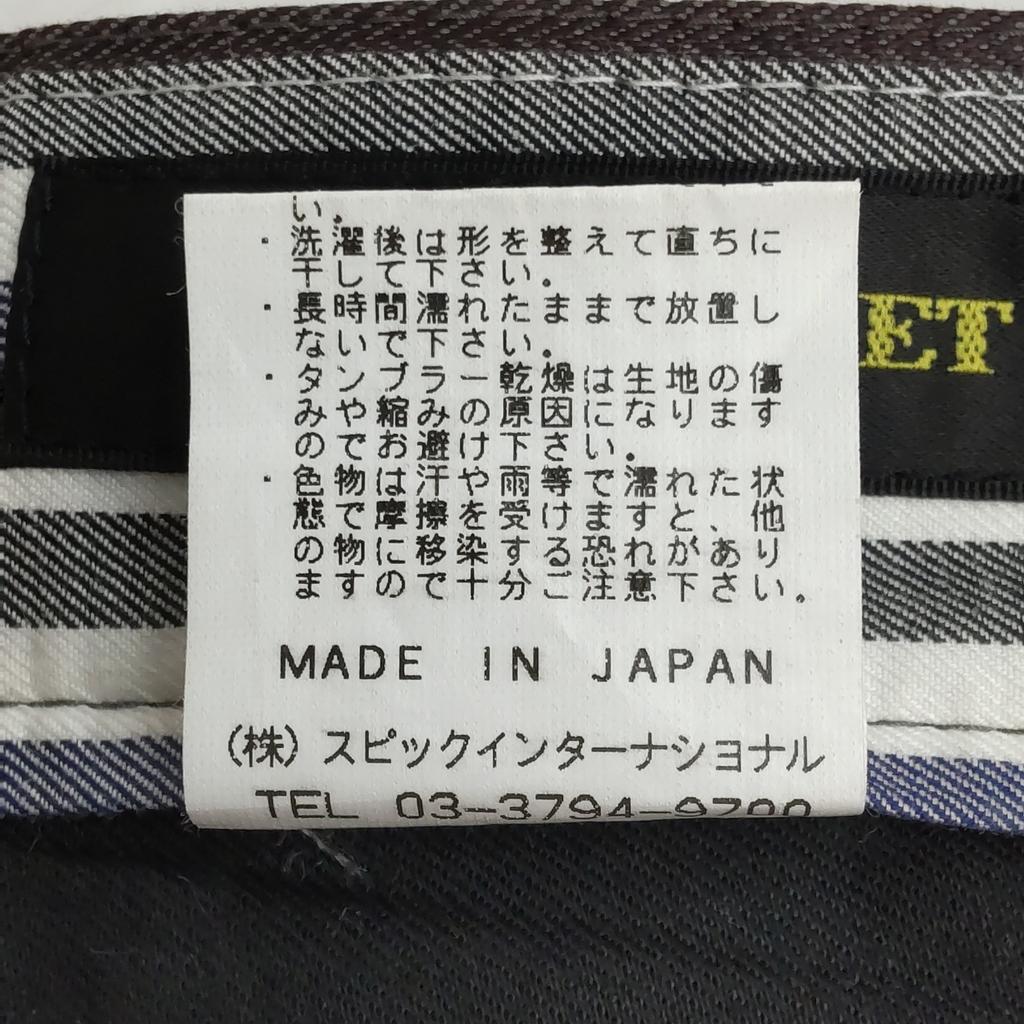 い。
・洗濯後は形を整えて直ちに
干して下さい。
・長時間濡れたままで放置し
ないで下さい。
・タンブラー乾燥は生地の傷
みや縮みの原因になります
のでお避け下さい。
・色物は汗や雨等で濡れた状
態で摩擦を受けますと、他
の物に移染する恐れがあり
ますので十分ご注意下さい。
MADE IN JAPAN
(株)スピックインターナショナル
TEL 03-3794-9700
ET